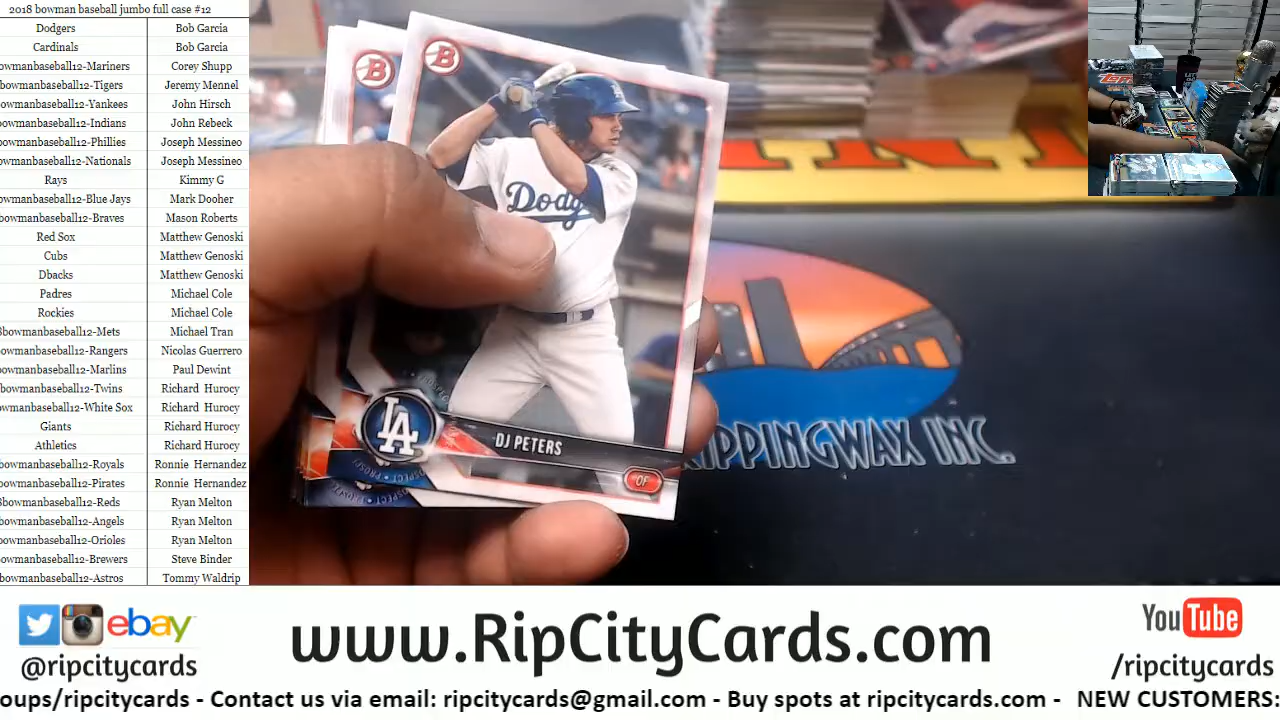 2018 bowman baseball jumbo full case #12
Dodgers Bob Garcia
Cardinals Bob Garcia
owmanbaseball12-Mariners Corey Shupp
owmanbaseball12-Tigers Jeremy Mennel
owmanbaseball12-Yankees John Hirsch
owmanbaseball12-Indians John Rebeck
owmanbaseball12-Phillies Joseph Messineo
owmanbaseball12-Nationals Joseph Messineo
Rays Kimmy G
owmanbaseball12-Blue Jays Mark Dooher
owmanbaseball12-Braves Mason Roberts
Red Sox Matthew Genoski
Cubs Matthew Genoski
Dbacks Matthew Genoski
Padres Michael Cole
Rockies Michael Cole
8bowmanbaseball12-Mets Michael Tran
owmanbaseball12-Rangers Nicolas Guerrero
owmanbaseball12-Marlins Paul Dewint
bowmanbaseball12-Twins Richard Hurocy
owmanbaseball12-White Sox Richard Hurocy
Giants Richard Hurocy
Athletics Richard Hurocy
bowmanbaseball12-Royals Ronnie Hernandez
bowmanbaseball12-Pirates Ronnie Hernandez
8bowmanbaseball12-Reds Ryan Melton
bowmanbaseball12-Angels Ryan Melton
owmanbaseball12-Orioles Ryan Melton
owmanbaseball12-Brewers Steve Binder
bowmanbaseball12-Astros Tommy Waldrip
B
B
Dodg
LA
DJ PETERS
OF
RIPPINGWAX INC.
Topps
ebay
@ripcitycards
www.RipCityCards.com
YouTube
/ripcitycards
oups/ripcitycards - Contact us via email: ripcitycards@gmail.com - Buy spots at ripcitycards.com - NEW CUSTOMERS: